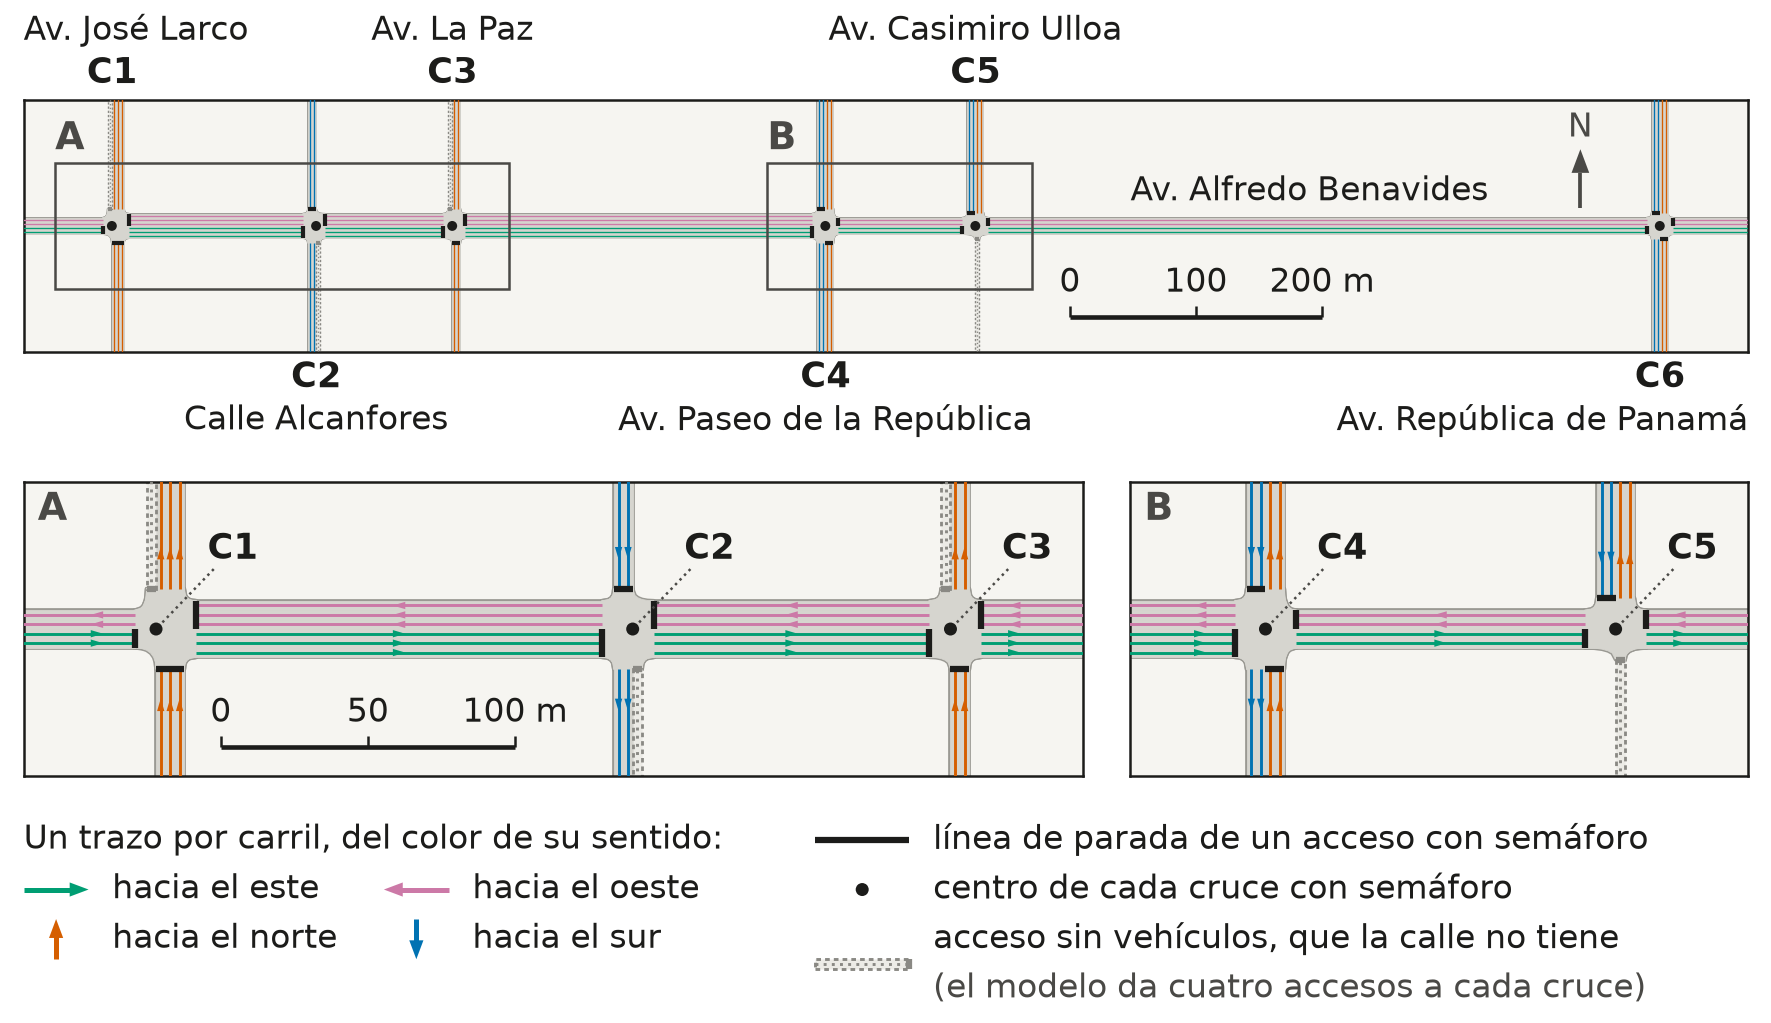 Av. José Larco
Av. La Paz
Av. Casimiro Ulloa
C1
C3
C5
A
B
N
Av. Alfredo Benavides
0
100
200 m
C2
C4
C6
Calle Alcanfores
Av. Paseo de la República
Av. República de Panamá
A
C1
C2
C3
0
50
100 m
B
C4
C5
Un trazo por carril, del color de su sentido:
hacia el este
hacia el oeste
hacia el norte
hacia el sur
línea de parada de un acceso con semáforo
centro de cada cruce con semáforo
acceso sin vehículos, que la calle no tiene
(el modelo da cuatro accesos a cada cruce)